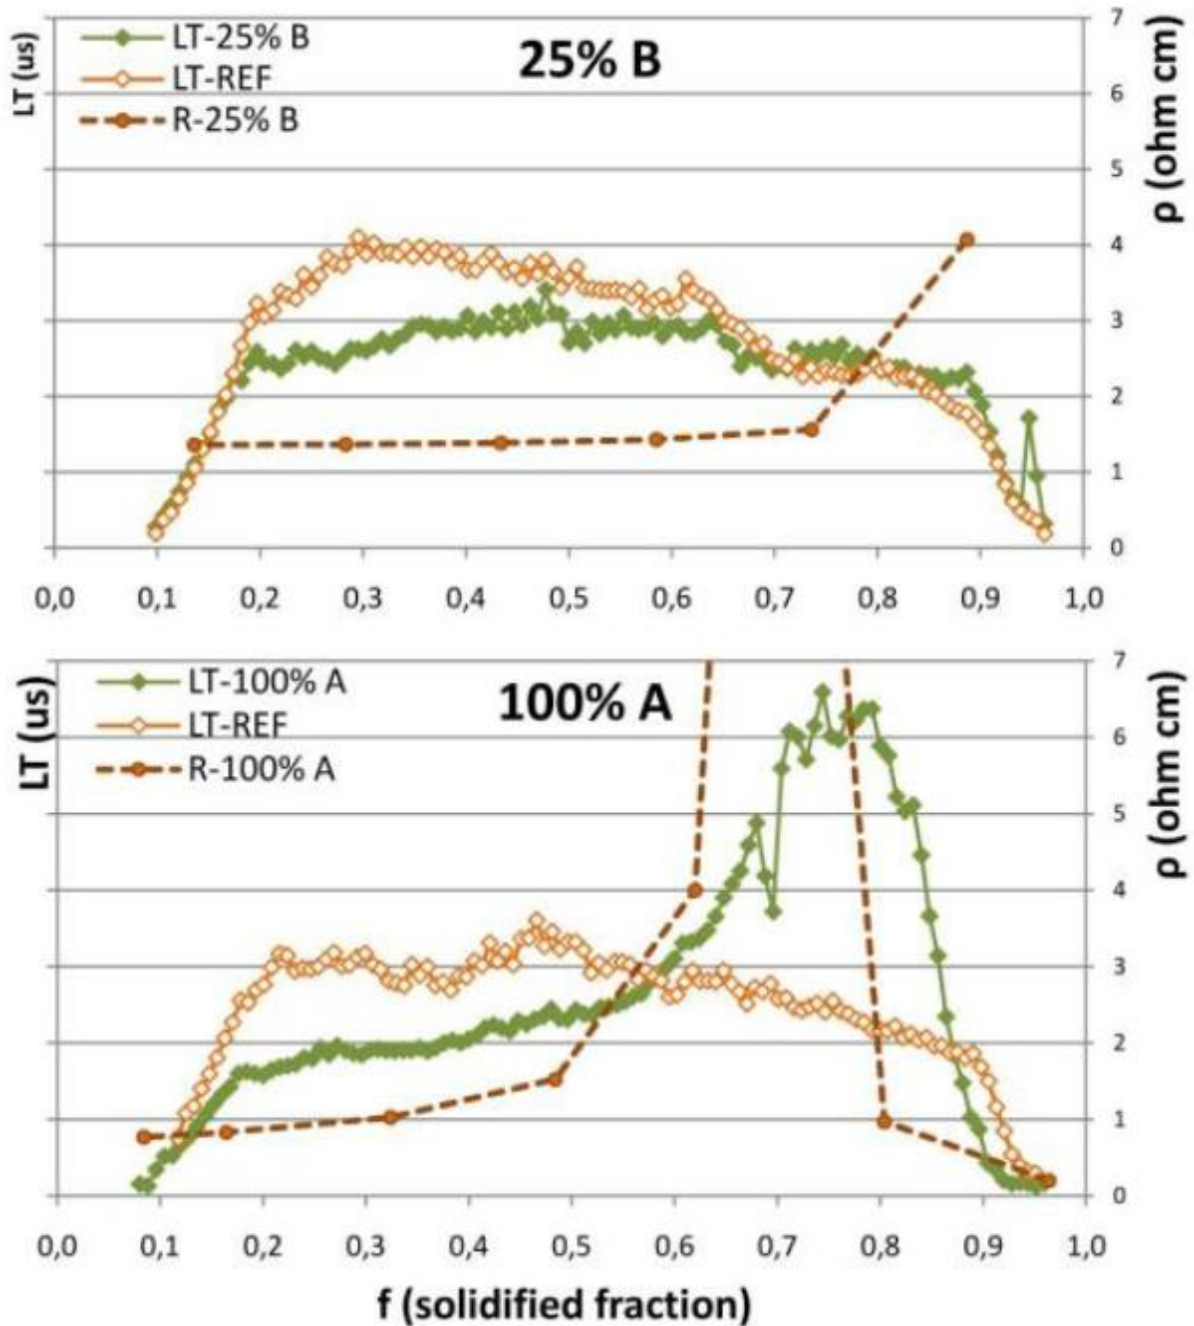 LT (us)
LT-25% B
LT-REF
R-25% B
25% B
7
6
5
4
3
2
1
0
ρ (ohm cm)
0,0 0,1 0,2 0,3 0,4 0,5 0,6 0,7 0,8 0,9 1,0
LT (us)
LT-100% A
LT-REF
R-100% A
100% A
7
6
5
4
3
2
1
0
ρ (ohm cm)
0,0 0,1 0,2 0,3 0,4 0,5 0,6 0,7 0,8 0,9 1,0
f (solidified fraction)